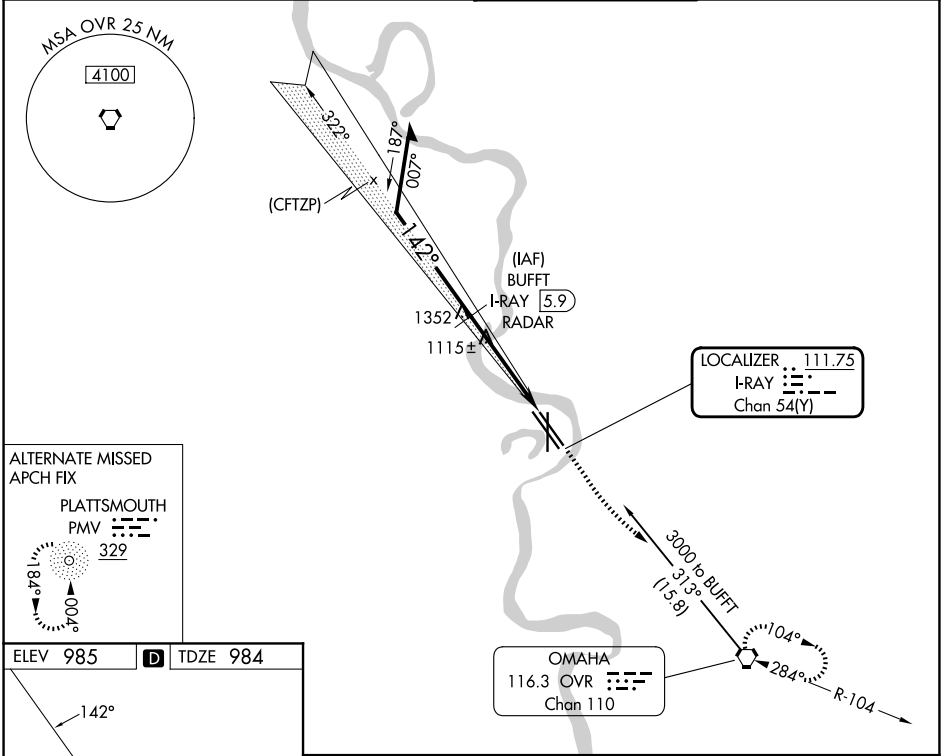 MSA OVR 25 NM
4100
322°
187°
007°
(CFTZP)
142°
(IAF)
BUFFT
I-RAY 5.9
RADAR
1352
1115±
LOCALIZER 111.75
I-RAY
Chan 54(Y)
ALTERNATE MISSED
APCH FIX
PLATTSMOUTH
PMV
329
184°
004°
3000 to BUFFT
313°
(15.8)
104°
284°
R-104
OMAHA
116.3 OVR
Chan 110
ELEV 985 D TDZE 984
142°